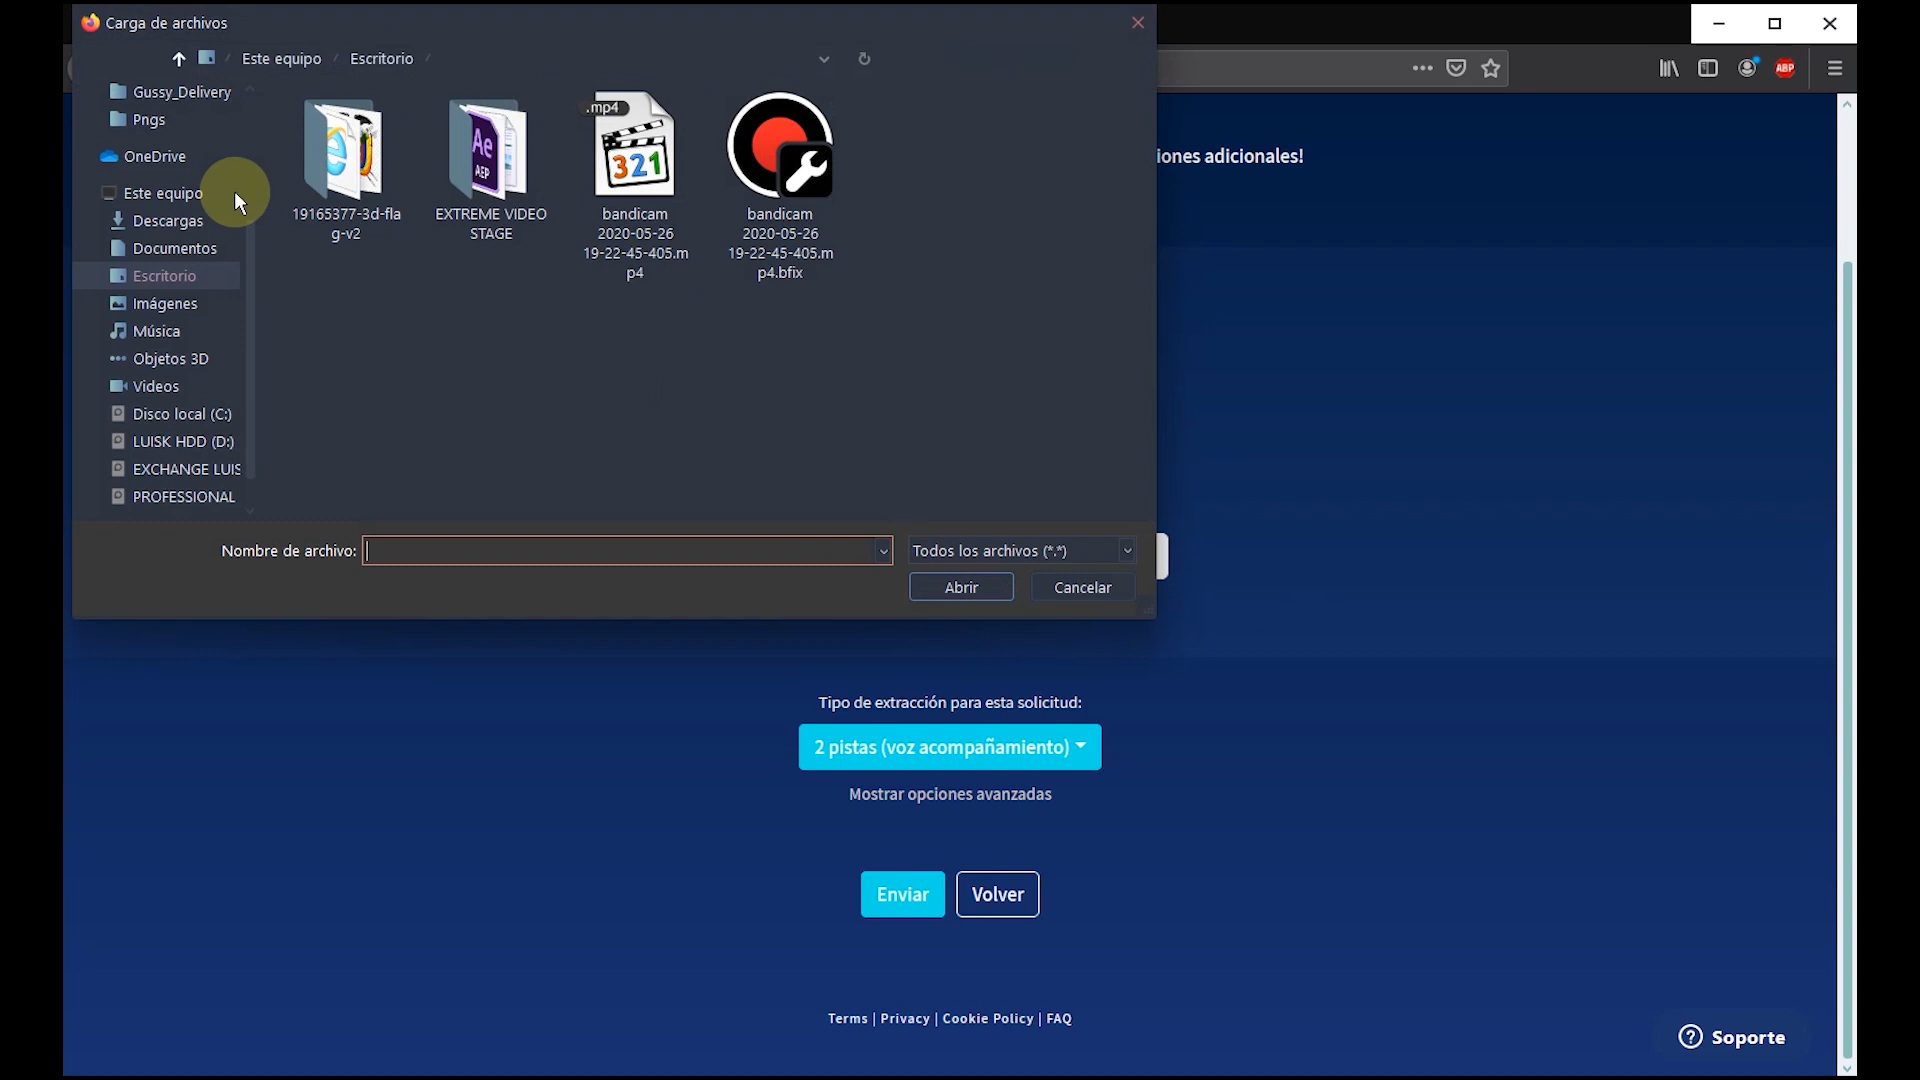 Carga de archivos
Este equipo / Escritorio /
Gussy_Delivery
Pngs
OneDrive
Este equipo
Descargas
Documentos
Escritorio
Imágenes
Música
Objetos 3D
Videos
Disco local (C:)
LUISK HDD (D:)
EXCHANGE LUIS
PROFESSIONAL
19165377-3d-fla
g-v2
Ae
AEP
EXTREME VIDEO
STAGE
.mp4
321
bandicam
2020-05-26
19-22-45-405.m
p4
bandicam
2020-05-26
19-22-45-405.m
p4.bfix
Nombre de archivo:
Todos los archivos (*.*)
Abrir
Cancelar
ABP
iones adicionales!
Tipo de extracción para esta solicitud:
2 pistas (voz acompañamiento)
Mostrar opciones avanzadas
Enviar
Volver
Terms | Privacy | Cookie Policy | FAQ
? Soporte